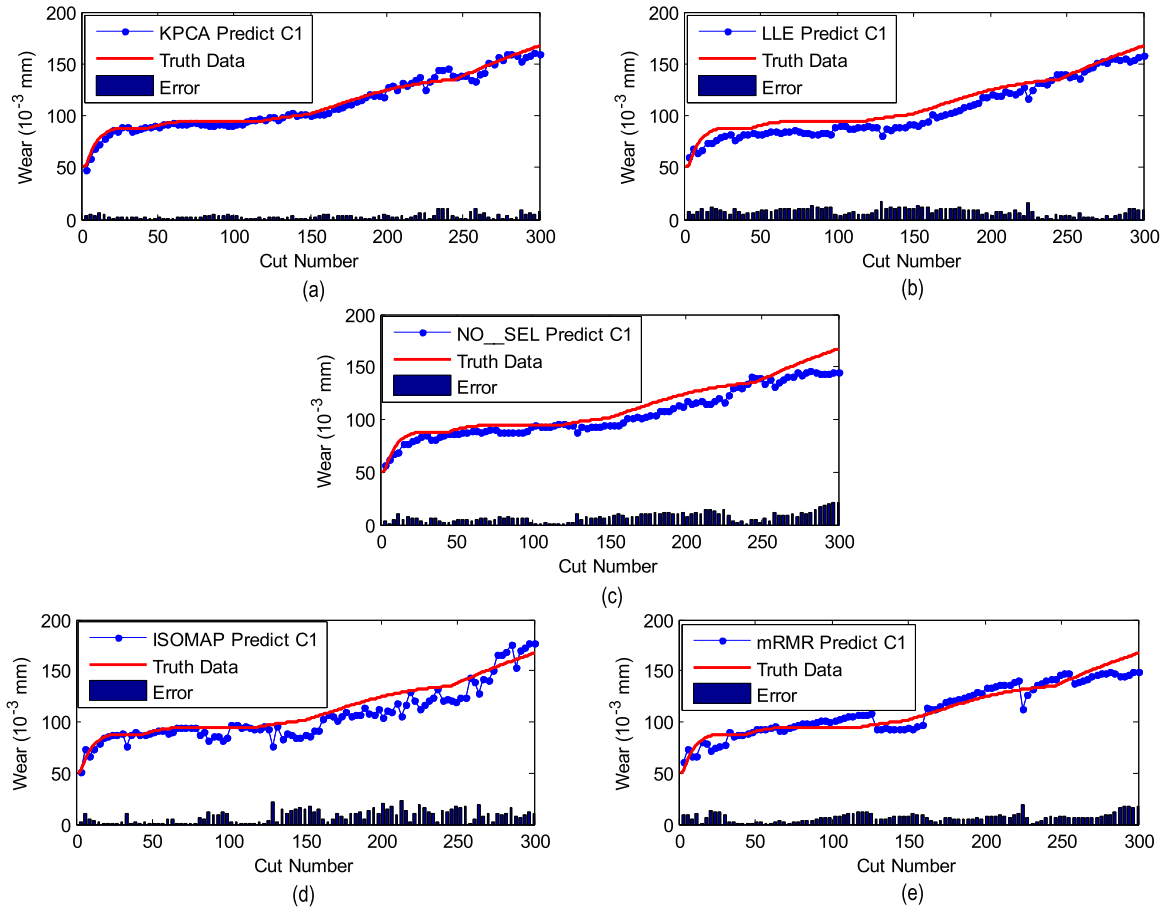 200
150
100
50
0
Wear (10⁻³ mm)
KPCA Predict C1
Truth Data
Error
0 50 100 150 200 250 300
Cut Number
(a)
200
150
100
50
0
Wear (10⁻³ mm)
LLE Predict C1
Truth Data
Error
0 50 100 150 200 250 300
Cut Number
(b)
200
150
100
50
0
Wear (10⁻³ mm)
NO__SEL Predict C1
Truth Data
Error
0 50 100 150 200 250 300
Cut Number
(c)
200
150
100
50
0
Wear (10⁻³ mm)
ISOMAP Predict C1
Truth Data
Error
0 50 100 150 200 250 300
Cut Number
(d)
200
150
100
50
0
Wear (10⁻³ mm)
mRMR Predict C1
Truth Data
Error
0 50 100 150 200 250 300
Cut Number
(e)